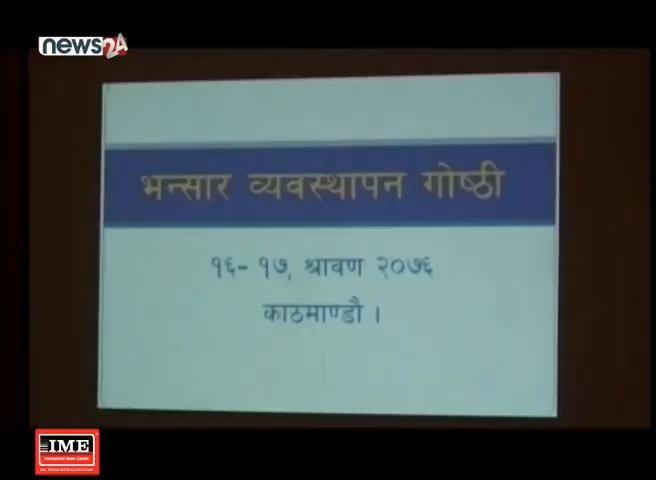 news24
भन्सार व्यवस्थापन गोष्ठी
१६- १७, श्रावण २०७६
काठमाण्डौ ।
IME